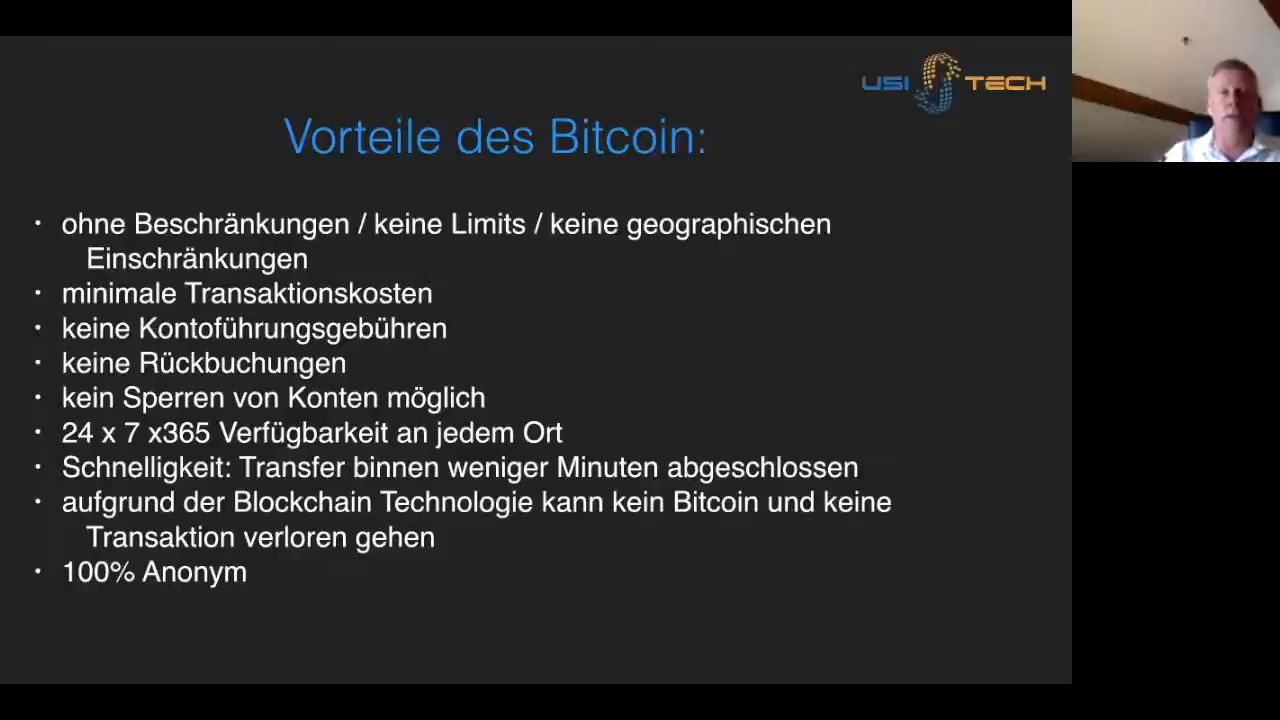 USI TECH
Vorteile des Bitcoin:
· ohne Beschränkungen / keine Limits / keine geographischen
Einschränkungen
· minimale Transaktionskosten
· keine Kontoführungsgebühren
· keine Rückbuchungen
· kein Sperren von Konten möglich
· 24 x 7 x365 Verfügbarkeit an jedem Ort
· Schnelligkeit: Transfer binnen weniger Minuten abgeschlossen
· aufgrund der Blockchain Technologie kann kein Bitcoin und keine
Transaktion verloren gehen
· 100% Anonym